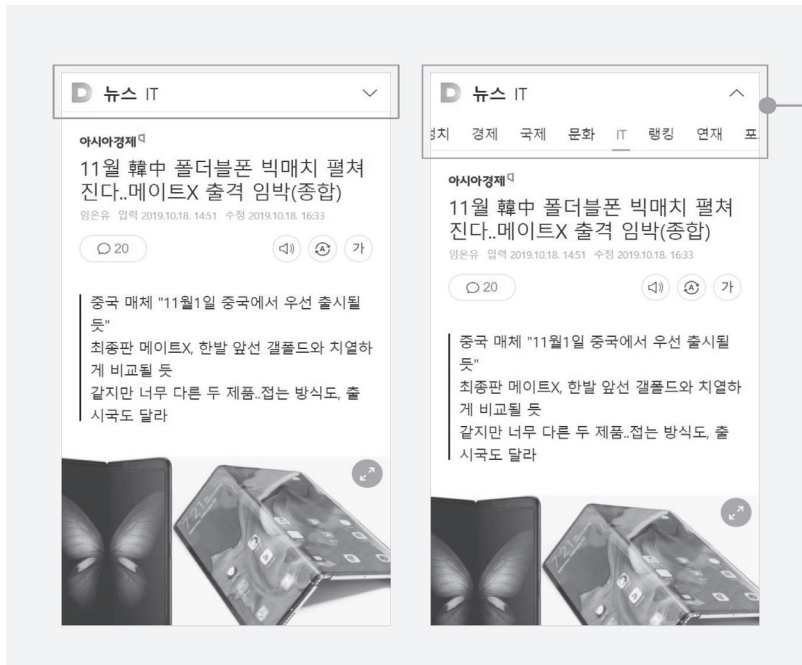 D 뉴스 IT
아시아경제
11월 韓中 폴더블폰 빅매치 펼쳐
진다..메이트X 출격 임박(종합)
임온유 입력 2019.10.18. 14:51 수정 2019.10.18. 16:33
20
가
중국 매체 "11월1일 중국에서 우선 출시될
듯"
최종판 메이트X, 한발 앞선 갤폴드와 치열하
게 비교될 듯
같지만 너무 다른 두 제품..접는 방식도, 출
시국도 달라
D 뉴스 IT
경제 국제 문화 IT 랭킹 연재
아시아경제
11월 韓中 폴더블폰 빅매치 펼쳐
진다..메이트X 출격 임박(종합)
임온유 입력 2019.10.18. 14:51 수정 2019.10.18. 16:33
20
가
중국 매체 "11월1일 중국에서 우선 출시될
듯"
최종판 메이트X, 한발 앞선 갤폴드와 치열하
게 비교될 듯
같지만 너무 다른 두 제품..접는 방식도, 출
시국도 달라